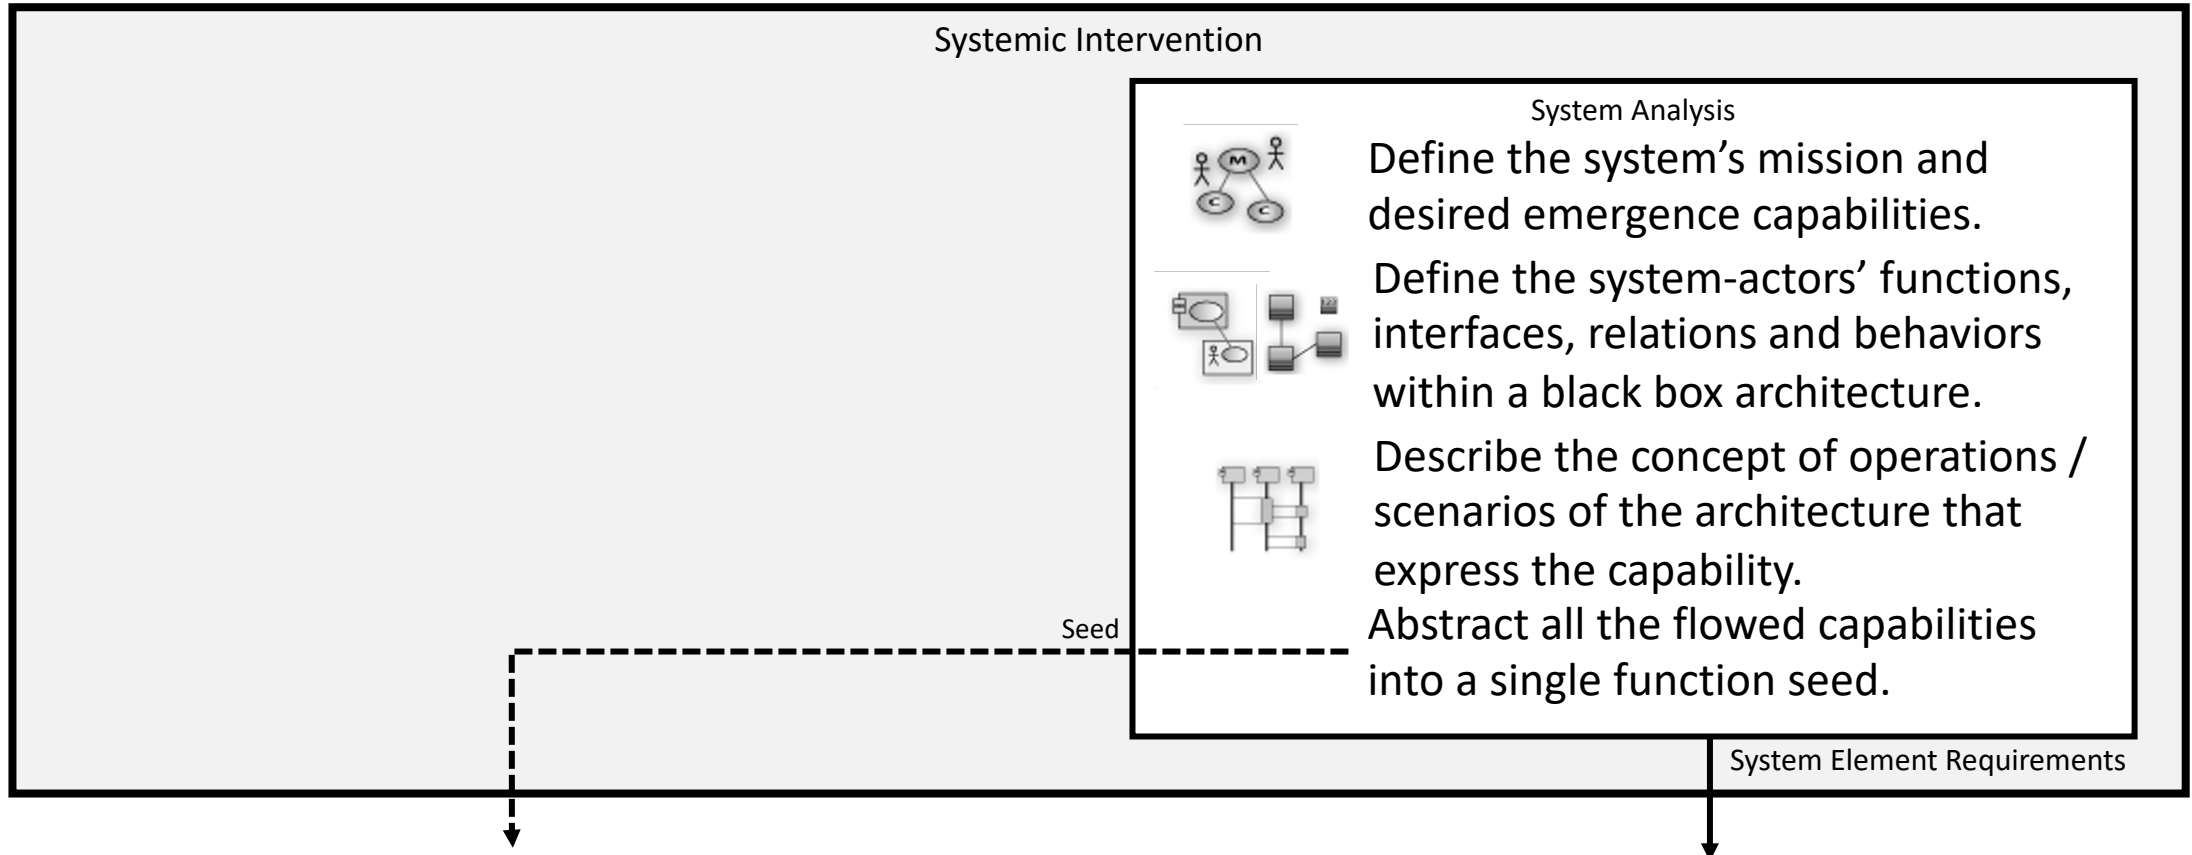 Systemic Intervention
System Analysis
M
C
C
Define the system’s mission and
desired emergence capabilities.
Define the system-actors’ functions,
interfaces, relations and behaviors
within a black box architecture.
Describe the concept of operations /
scenarios of the architecture that
express the capability.
Seed
Abstract all the flowed capabilities
into a single function seed.
System Element Requirements